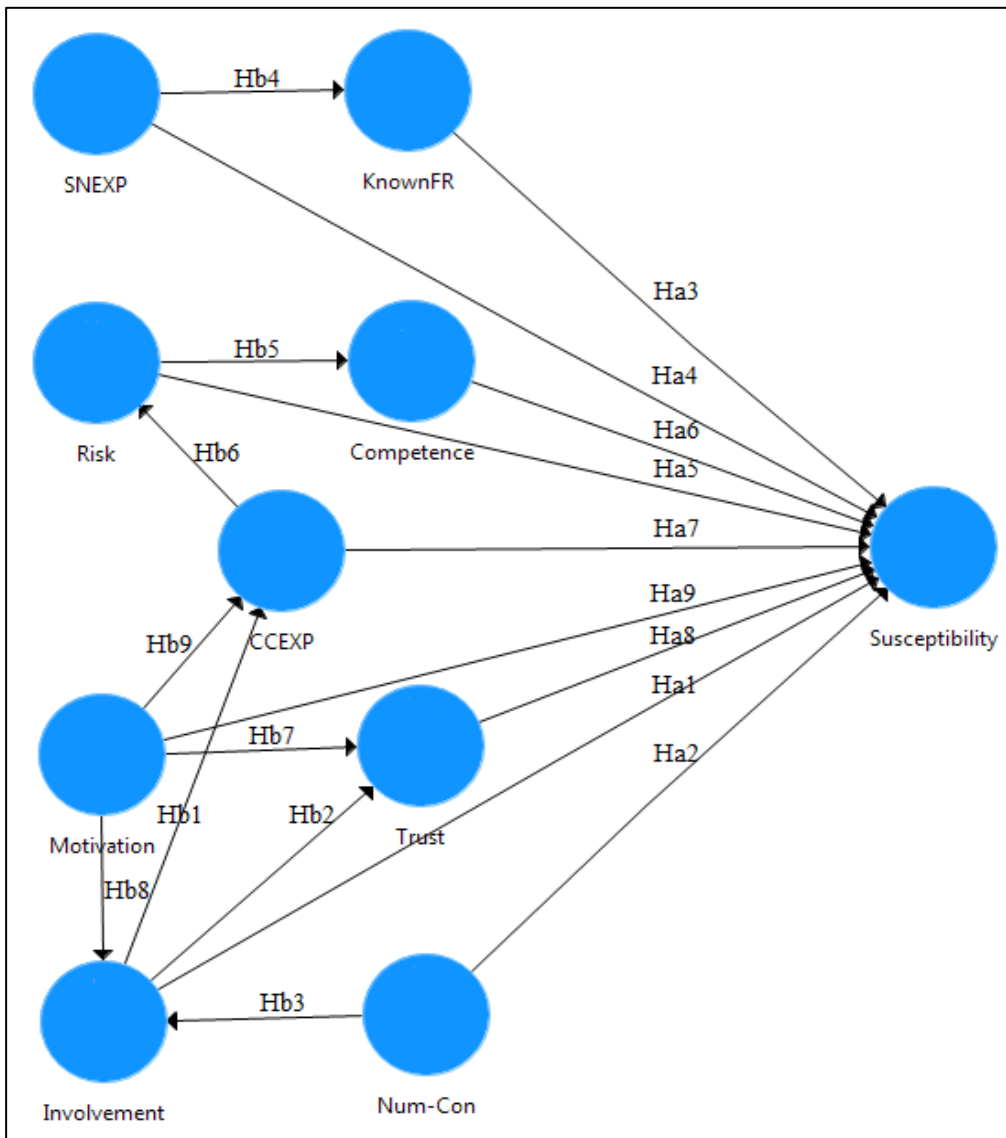 Hb4
SNEXP
KnownFR
Ha3
Hb5
Ha4
Ha6
Risk
Competence
Ha5
Hb6
Ha7
CCEXP
Ha9
Susceptibility
Hb9
Ha8
Hb7
Ha1
Hb1
Hb2
Ha2
Motivation
Trust
Hb8
Hb3
Involvement
Num-Con